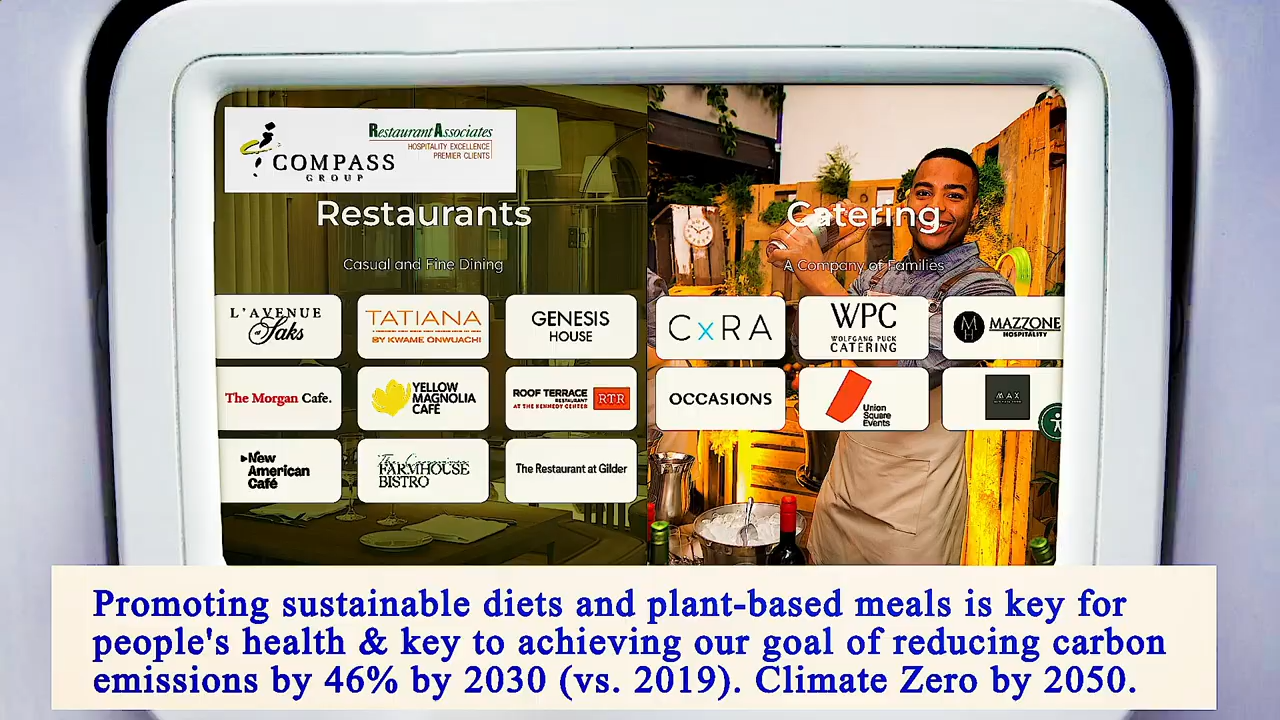 COMPASS
GROUP
Restaurant Associates
HOSPITALITY EXCELLENCE
PREMIER CLIENTS
Restaurants
Casual and Fine Dining
L'AVENUE
at Saks
TATIANA
BY KWAME ONWUACHI
GENESIS
HOUSE
The Morgan Cafe.
YELLOW
MAGNOLIA
CAFÉ
ROOF TERRACE
RESTAURANT
AT THE KENNEDY CENTER
RTR
New
American
Café
FARMHOUSE
BISTRO
The Restaurant at Gilder
Catering
A Company of Families
CxRA
WPC
WOLFGANG PUCK
CATERING
MH
MAZZONE
HOSPITALITY
OCCASIONS
Union
Square
Events
MAX
Promoting sustainable diets and plant-based meals is key for
people's health & key to achieving our goal of reducing carbon
emissions by 46% by 2030 (vs. 2019). Climate Zero by 2050.